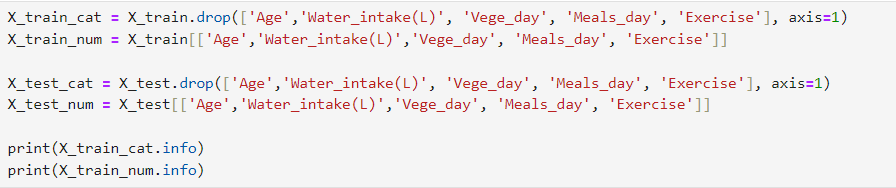 X_train_cat = X_train.drop(['Age','Water_intake(L)', 'Vege_day', 'Meals_day', 'Exercise'], axis=1)
X_train_num = X_train[['Age','Water_intake(L)','Vege_day', 'Meals_day', 'Exercise']]
X_test_cat = X_test.drop(['Age','Water_intake(L)', 'Vege_day', 'Meals_day', 'Exercise'], axis=1)
X_test_num = X_test[['Age','Water_intake(L)','Vege_day', 'Meals_day', 'Exercise']]
print(X_train_cat.info)
print(X_train_num.info)